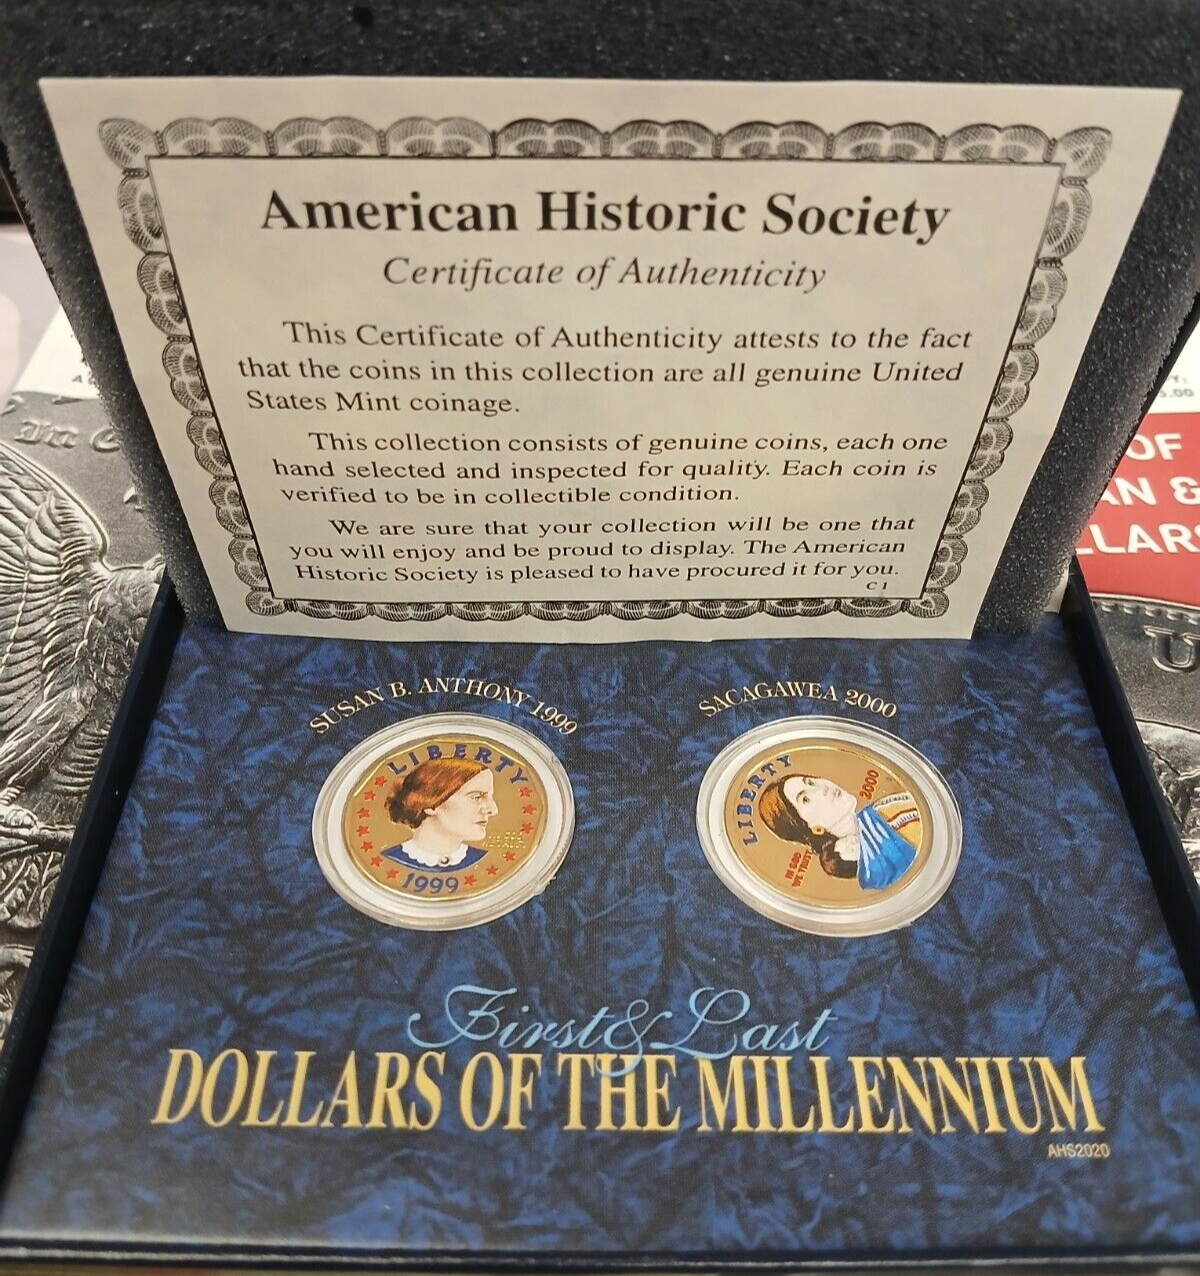 American Historic Society
Certificate of Authenticity
This Certificate of Authenticity attests to the fact
that the coins in this collection are all genuine United
States Mint coinage.
This collection consists of genuine coins, each one
hand selected and inspected for quality. Each coin is
verified to be in collectible condition.
We are sure that your collection will be one that
you will enjoy and be proud to display. The American
Historic Society is pleased to have procured it for you.
C1
OF
AN &
LLARS
In G
U
SUSAN B. ANTHONY 1999
LIBERTY
1999
SACAGAWEA 2000
LIBERTY
2000
IN GOD
WE TRUST
First & Last
DOLLARS OF THE MILLENNIUM
AHS2020